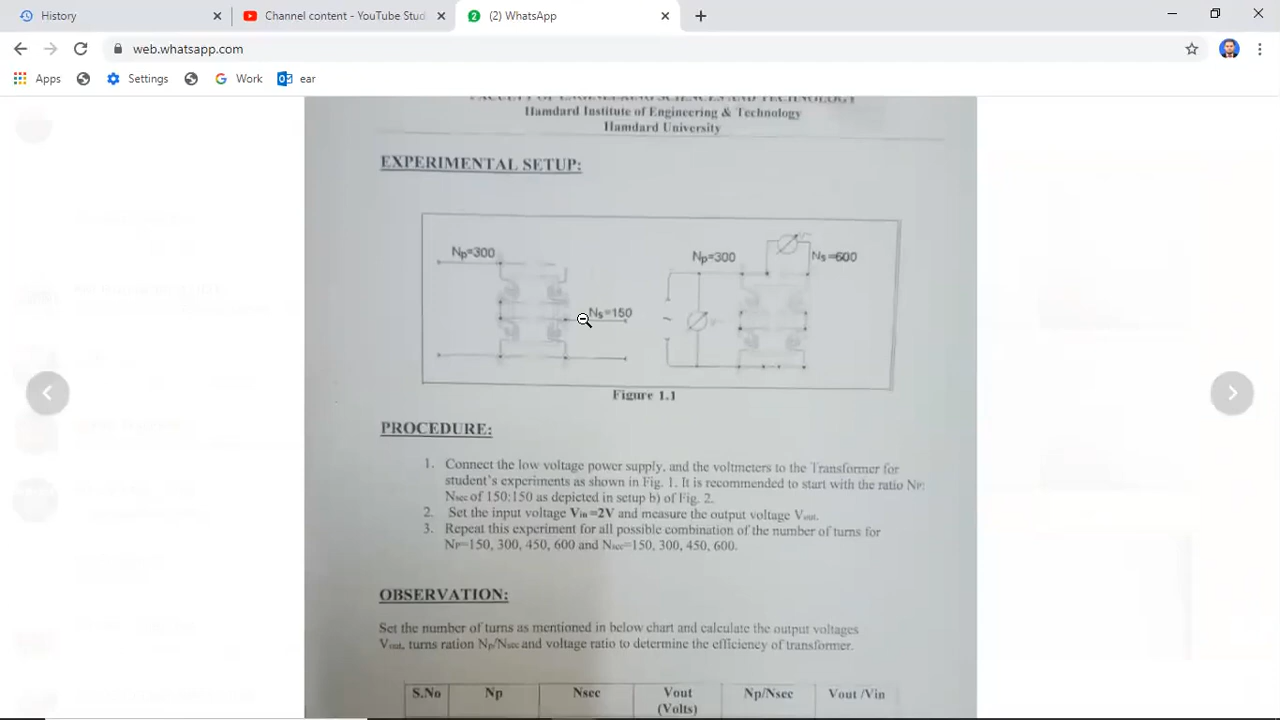 History
Channel content - YouTube Stud
(2) WhatsApp
web.whatsapp.com
Apps
Settings
Work
ear
FACULTY OF ENGINEERING SCIENCES AND TECHNOLOGY
Hamdard Institute of Engineering & Technology
Hamdard University
EXPERIMENTAL SETUP:
Np=300
Ns=150
Np=300
Ns=600
Figure 1.1
PROCEDURE:
1. Connect the low voltage power supply, and the voltmeters to the Transformer for
student's experiments as shown in Fig. 1. It is recommended to start with the ratio NP:
Nsec of 150:150 as depicted in setup b) of Fig. 2.
2. Set the input voltage Vin =2V and measure the output voltage Vout.
3. Repeat this experiment for all possible combination of the number of turns for
NP=150, 300, 450, 600 and Nsec=150, 300, 450, 600.
OBSERVATION:
Set the number of turns as mentioned in below chart and calculate the output voltages
Vout, turns ration Np/Nsec and voltage ratio to determine the efficiency of transformer.
S.No Np Nsec Vout (Volts) Np/Nsec Vout /Vin